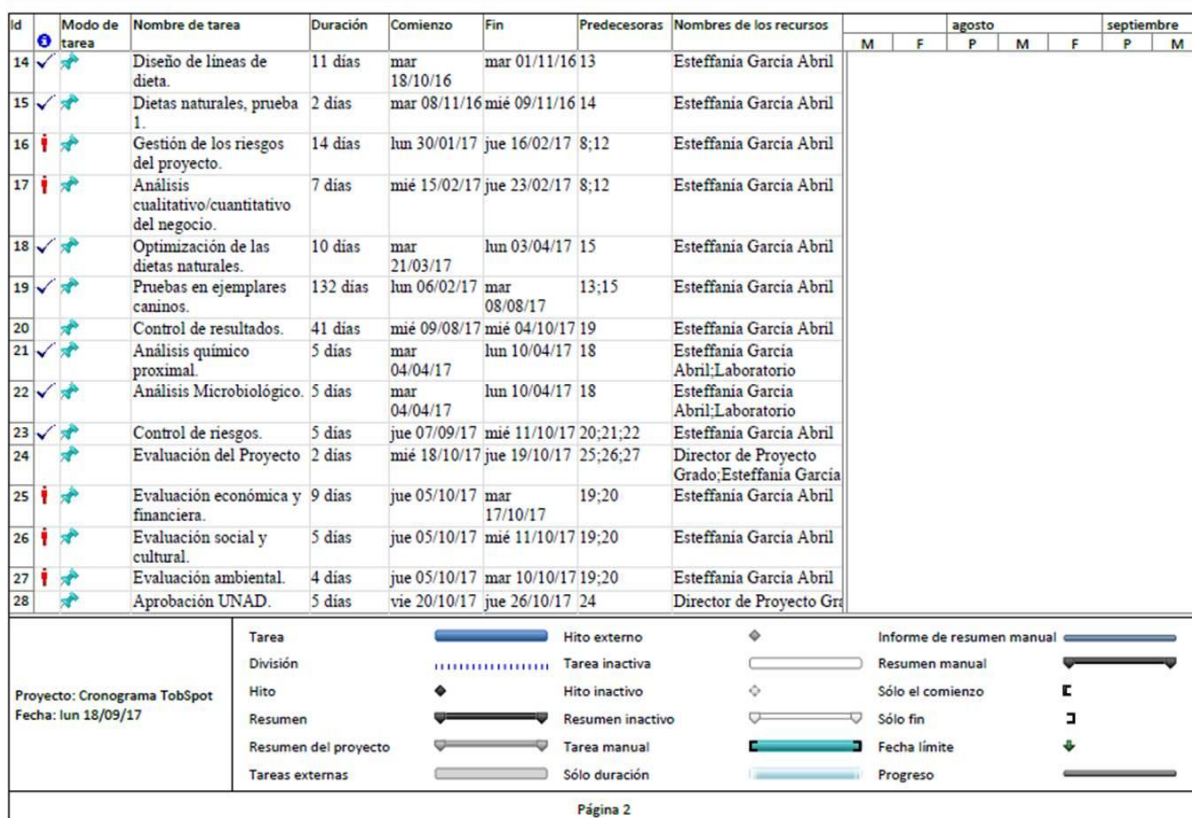 Id Modo de tarea Nombre de tarea Duración Comienzo Fin Predecesoras Nombres de los recursos agosto septiembre
M F P M F P M
14 Diseño de líneas de dieta. 11 días mar 18/10/16 mar 01/11/16 13 Esteffanía García Abril
15 Dietas naturales, prueba 1. 2 días mar 08/11/16 mié 09/11/16 14 Esteffanía García Abril
16 Gestión de los riesgos del proyecto. 14 días lun 30/01/17 jue 16/02/17 8;12 Esteffanía García Abril
17 Análisis cualitativo/cuantitativo del negocio. 7 días mié 15/02/17 jue 23/02/17 8;12 Esteffanía García Abril
18 Optimización de las dietas naturales. 10 días mar 21/03/17 lun 03/04/17 15 Esteffanía García Abril
19 Pruebas en ejemplares caninos. 132 días lun 06/02/17 mar 08/08/17 13;15 Esteffanía García Abril
20 Control de resultados. 41 días mié 09/08/17 mié 04/10/17 19 Esteffanía García Abril
21 Análisis químico proximal. 5 días mar 04/04/17 lun 10/04/17 18 Esteffanía García Abril;Laboratorio
22 Análisis Microbiológico. 5 días mar 04/04/17 lun 10/04/17 18 Esteffanía García Abril;Laboratorio
23 Control de riesgos. 5 días jue 07/09/17 mié 11/10/17 20;21;22 Esteffanía García Abril
24 Evaluación del Proyecto 2 días mié 18/10/17 jue 19/10/17 25;26;27 Director de Proyecto Grado;Esteffanía García
25 Evaluación económica y financiera. 9 días jue 05/10/17 mar 17/10/17 19;20 Esteffanía García Abril
26 Evaluación social y cultural. 5 días jue 05/10/17 mié 11/10/17 19;20 Esteffanía García Abril
27 Evaluación ambiental. 4 días jue 05/10/17 mar 10/10/17 19;20 Esteffanía García Abril
28 Aprobación UNAD. 5 días vie 20/10/17 jue 26/10/17 24 Director de Proyecto Gra
Proyecto: Cronograma TobSpot
Fecha: lun 18/09/17
Tarea Hito externo Informe de resumen manual
División Tarea inactiva Resumen manual
Hito Hito inactivo Sólo el comienzo
Resumen Resumen inactivo Sólo fin
Resumen del proyecto Tarea manual Fecha límite
Tareas externas Sólo duración Progreso
Página 2